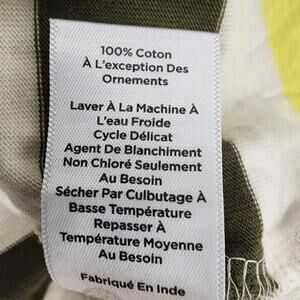 100% Coton
À L'exception Des
Ornements
Laver À La Machine À
L'eau Froide
Cycle Délicat
Agent De Blanchiment
Non Chloré Seulement
Au Besoin
Sécher Par Culbutage À
Basse Température
Repasser À
Température Moyenne
Au Besoin
Fabriqué En Inde